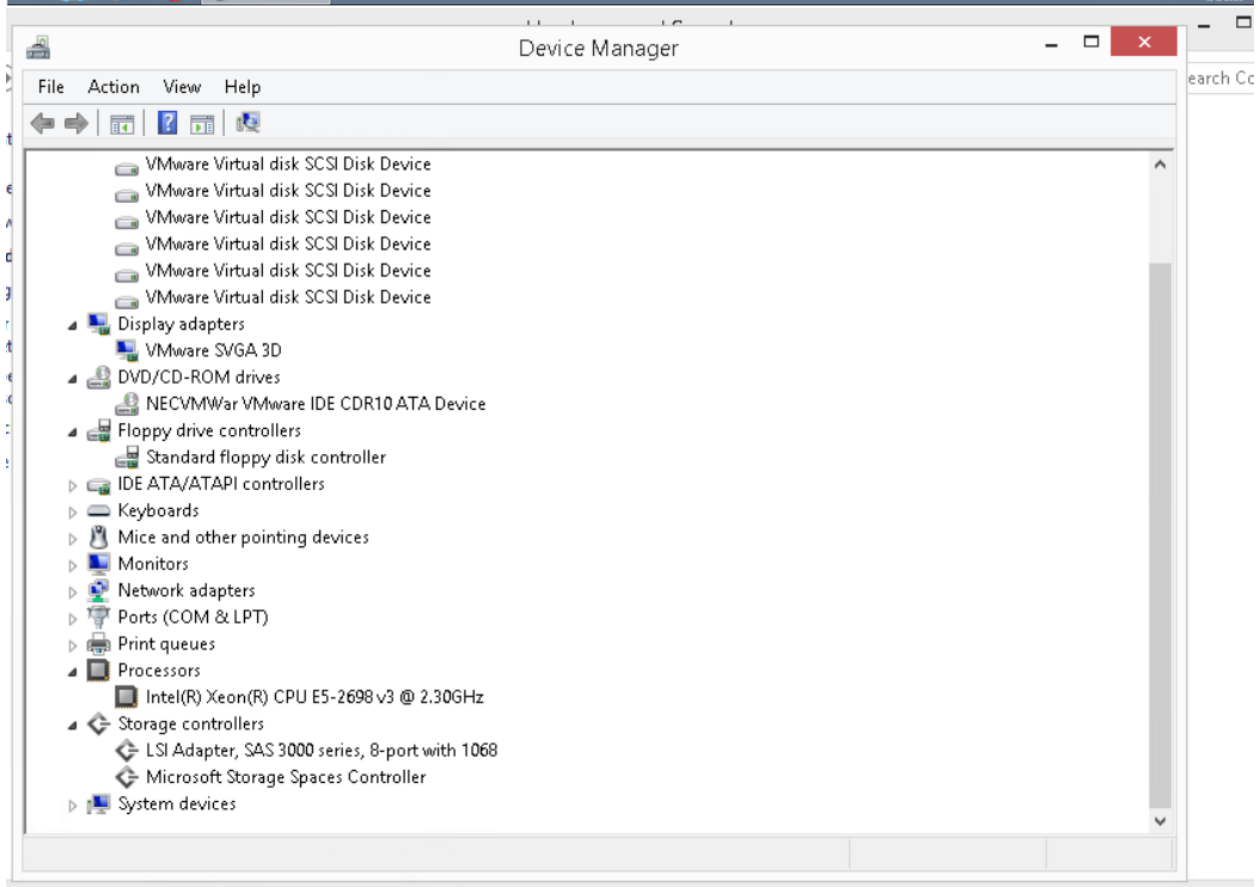 Device Manager
File Action View Help
earch Co
VMware Virtual disk SCSI Disk Device
VMware Virtual disk SCSI Disk Device
VMware Virtual disk SCSI Disk Device
VMware Virtual disk SCSI Disk Device
VMware Virtual disk SCSI Disk Device
VMware Virtual disk SCSI Disk Device
Display adapters
VMware SVGA 3D
DVD/CD-ROM drives
NECVMWar VMware IDE CDR10 ATA Device
Floppy drive controllers
Standard floppy disk controller
IDE ATA/ATAPI controllers
Keyboards
Mice and other pointing devices
Monitors
Network adapters
Ports (COM & LPT)
Print queues
Processors
Intel(R) Xeon(R) CPU E5-2698 v3 @ 2.30GHz
Storage controllers
LSI Adapter, SAS 3000 series, 8-port with 1068
Microsoft Storage Spaces Controller
System devices